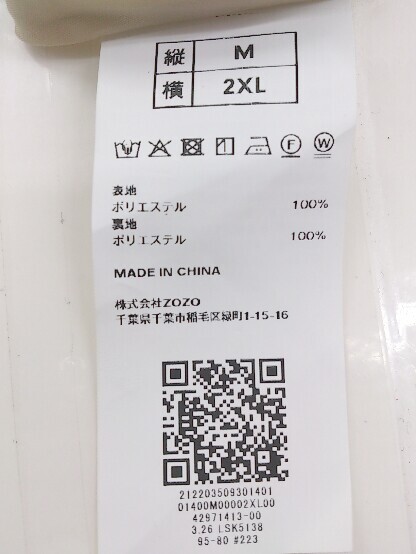 縦 M
横 2XL
F W
表地
ポリエステル 100%
裏地
ポリエステル 100%
MADE IN CHINA
株式会社ZOZO
千葉県千葉市稲毛区緑町1-15-16
212203509301401
01400M00002XL00
42971413-00
3.26 LSK5138
95-80 #223